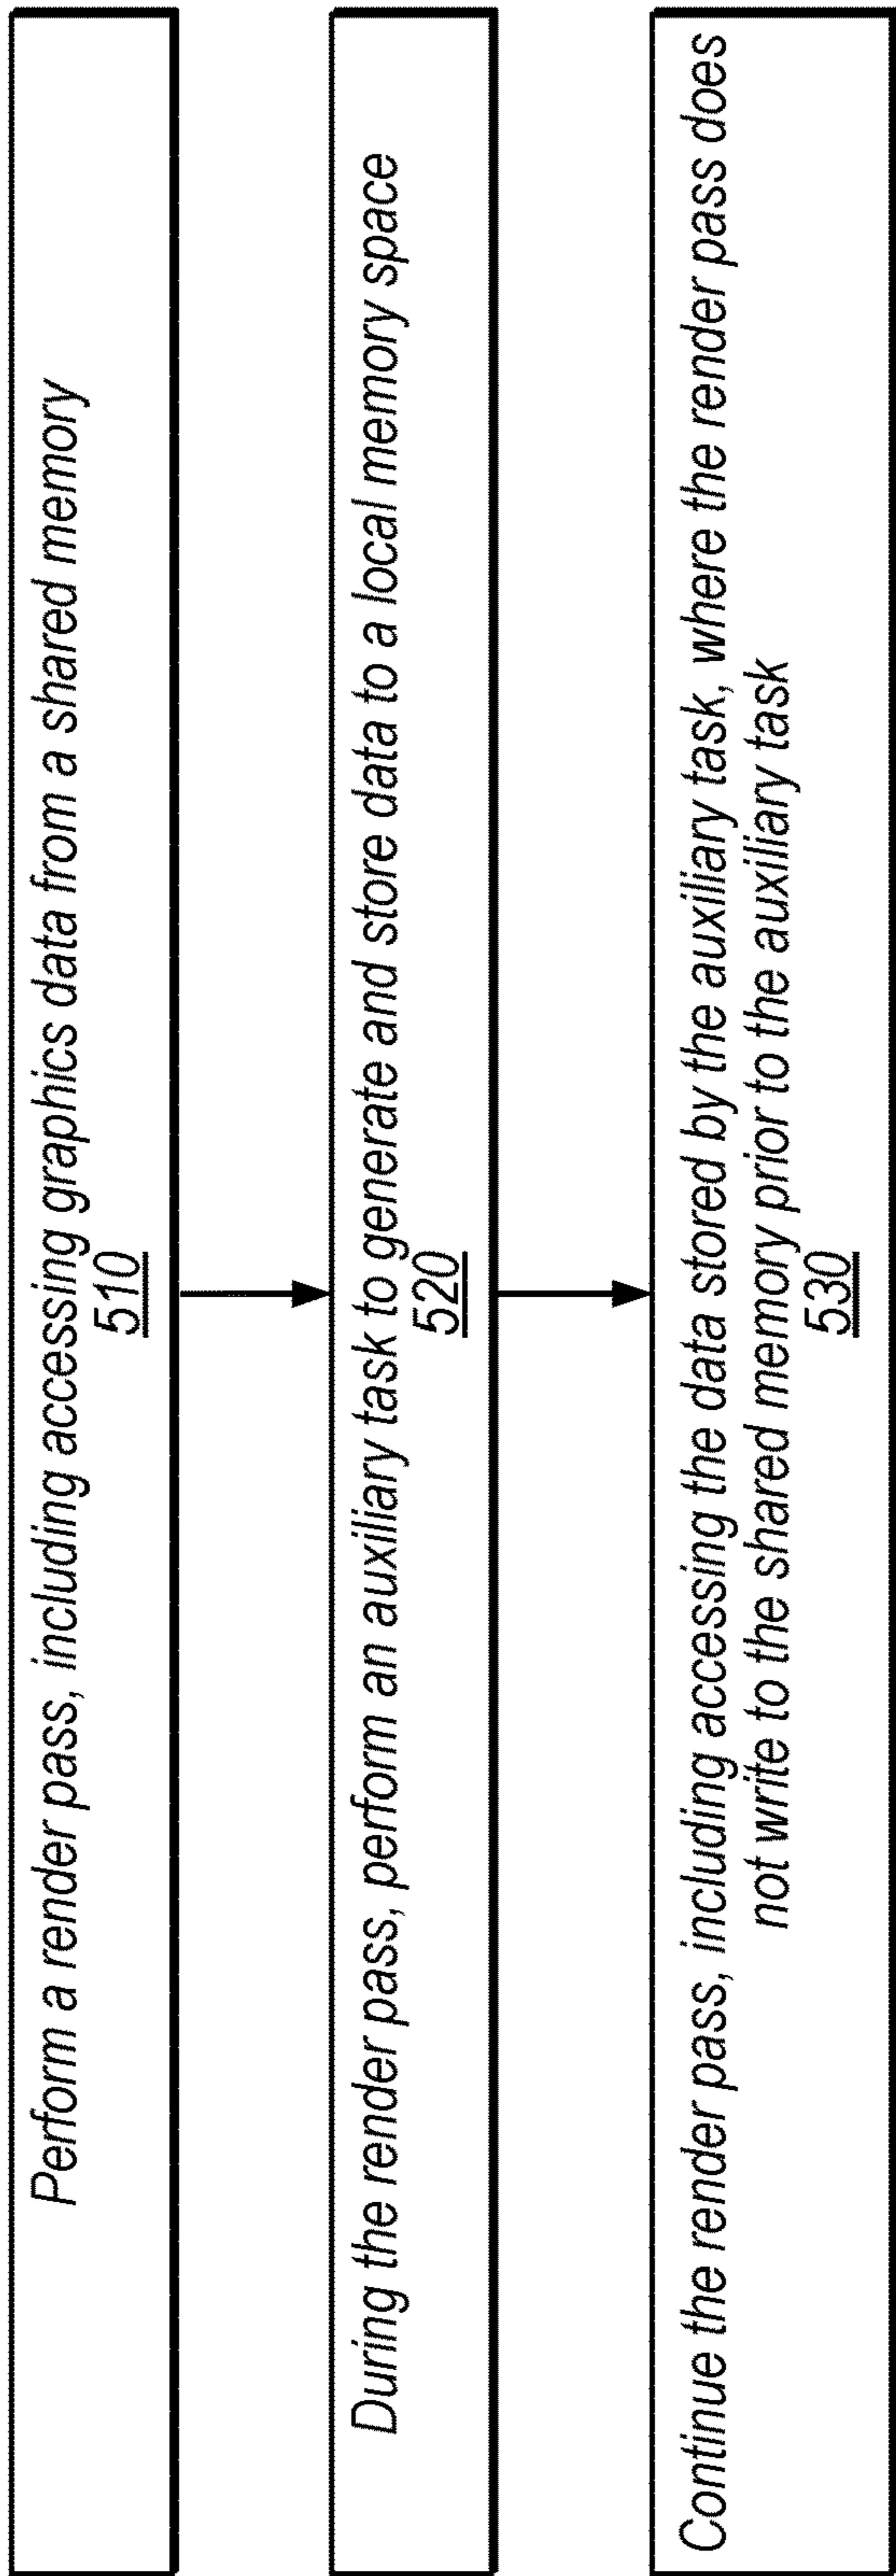 Perform a render pass, including accessing graphics data from a shared memory
510
During the render pass, perform an auxiliary task to generate and store data to a local memory space
520
Continue the render pass, including accessing the data stored by the auxiliary task, where the render pass does
not write to the shared memory prior to the auxiliary task
530